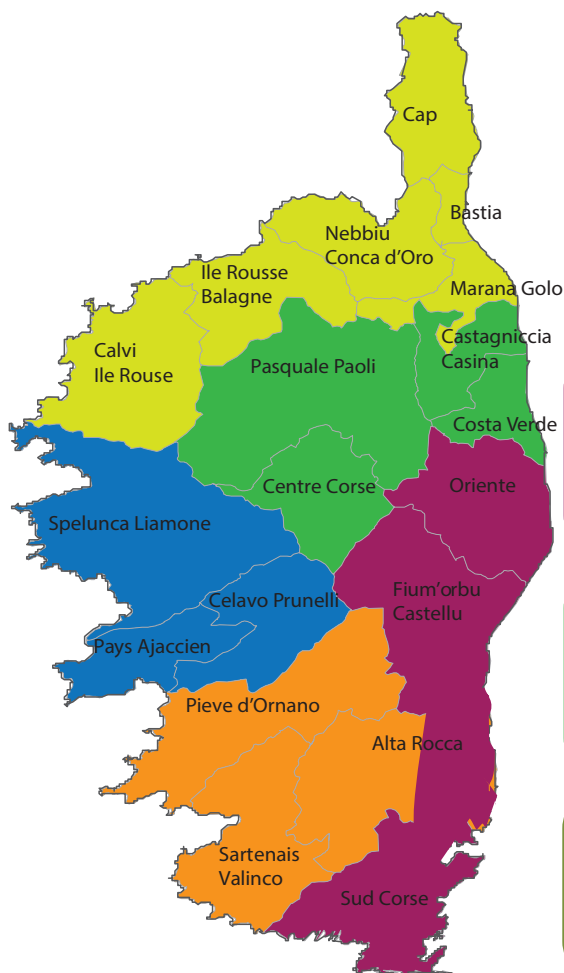 Cap
Bastia
Nebbiu
Conca d'Oro
Ile Rousse
Balagne
Marana Golo
Calvi
Ile Rouse
Castagniccia
Casina
Pasquale Paoli
Costa Verde
Centre Corse
Oriente
Spelunca Liamone
Celavo Prunelli
Fium'orbu
Castellu
Pays Ajaccien
Pieve d'Ornano
Alta Rocca
Sartenais
Valinco
Sud Corse